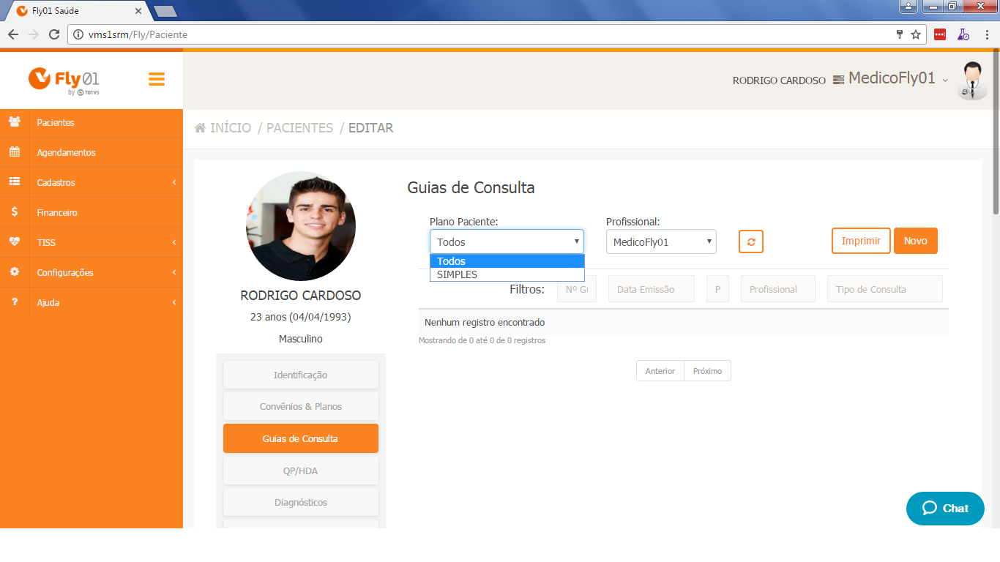 Fly01 Saúde
vms1srm/Fly/Paciente
Fly01
by TOTVS
RODRIGO CARDOSO MedicoFly01
Pacientes
Agendamentos
Cadastros
Financeiro
TISS
Configurações
Ajuda
INÍCIO / PACIENTES / EDITAR
RODRIGO CARDOSO
23 anos (04/04/1993)
Masculino
Identificação
Convênios & Planos
Guias de Consulta
QP/HDA
Diagnósticos
Guias de Consulta
Plano Paciente: Profissional:
Todos MedicoFly01 Imprimir Novo
Todos
SIMPLES
Filtros: Nº Gu Data Emissão P Profissional Tipo de Consulta
Nenhum registro encontrado
Mostrando de 0 até 0 de 0 registros
Anterior Próximo
Chat